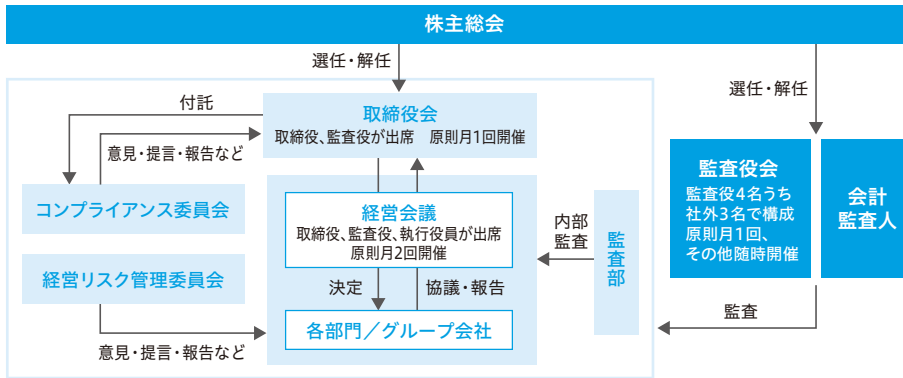 株主総会
選任・解任
選任・解任
付託
取締役会
取締役、監査役が出席　原則月1回開催
意見・提言・報告など
コンプライアンス委員会
経営会議
取締役、監査役、執行役員が出席
原則月2回開催
内部
監査
監査部
監査役会
監査役4名うち
社外3名で構成
原則月1回、
その他随時開催
会計
監査人
経営リスク管理委員会
決定
協議・報告
監査
各部門／グループ会社
意見・提言・報告など